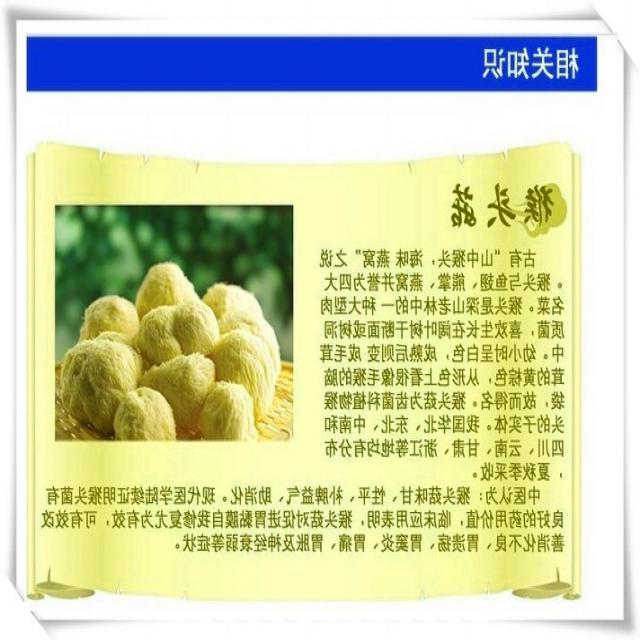 相关知识
猴头菇
古有“山中猴头，海味燕窝”之说
。猴头与鱼翅、熊掌、燕窝并誉为四大
名菜。猴头是深山老林中的一种大型肉
质菌，喜欢生长在阔叶树干断面或树洞
中。幼小时呈白色，成熟后则变成毛茸
茸的黄棕色，从形色上看很像毛猴的脑
袋，故而得名。猴头菇为齿菌科植物猴
头的子实体。我国华北、东北、中南和
四川、云南、甘肃、浙江等地均有分布
，夏秋季采收。
中医认为：猴头菇味甘、性平、补脾益气、助消化。现代医学陆续证明猴头菌有
良好的药用价值，临床应用表明，猴头菇对促进胃黏膜自我修复尤为有效，可有效改
善消化不良、胃溃疡、胃窦炎、胃痛、胃胀及神经衰弱等症状。